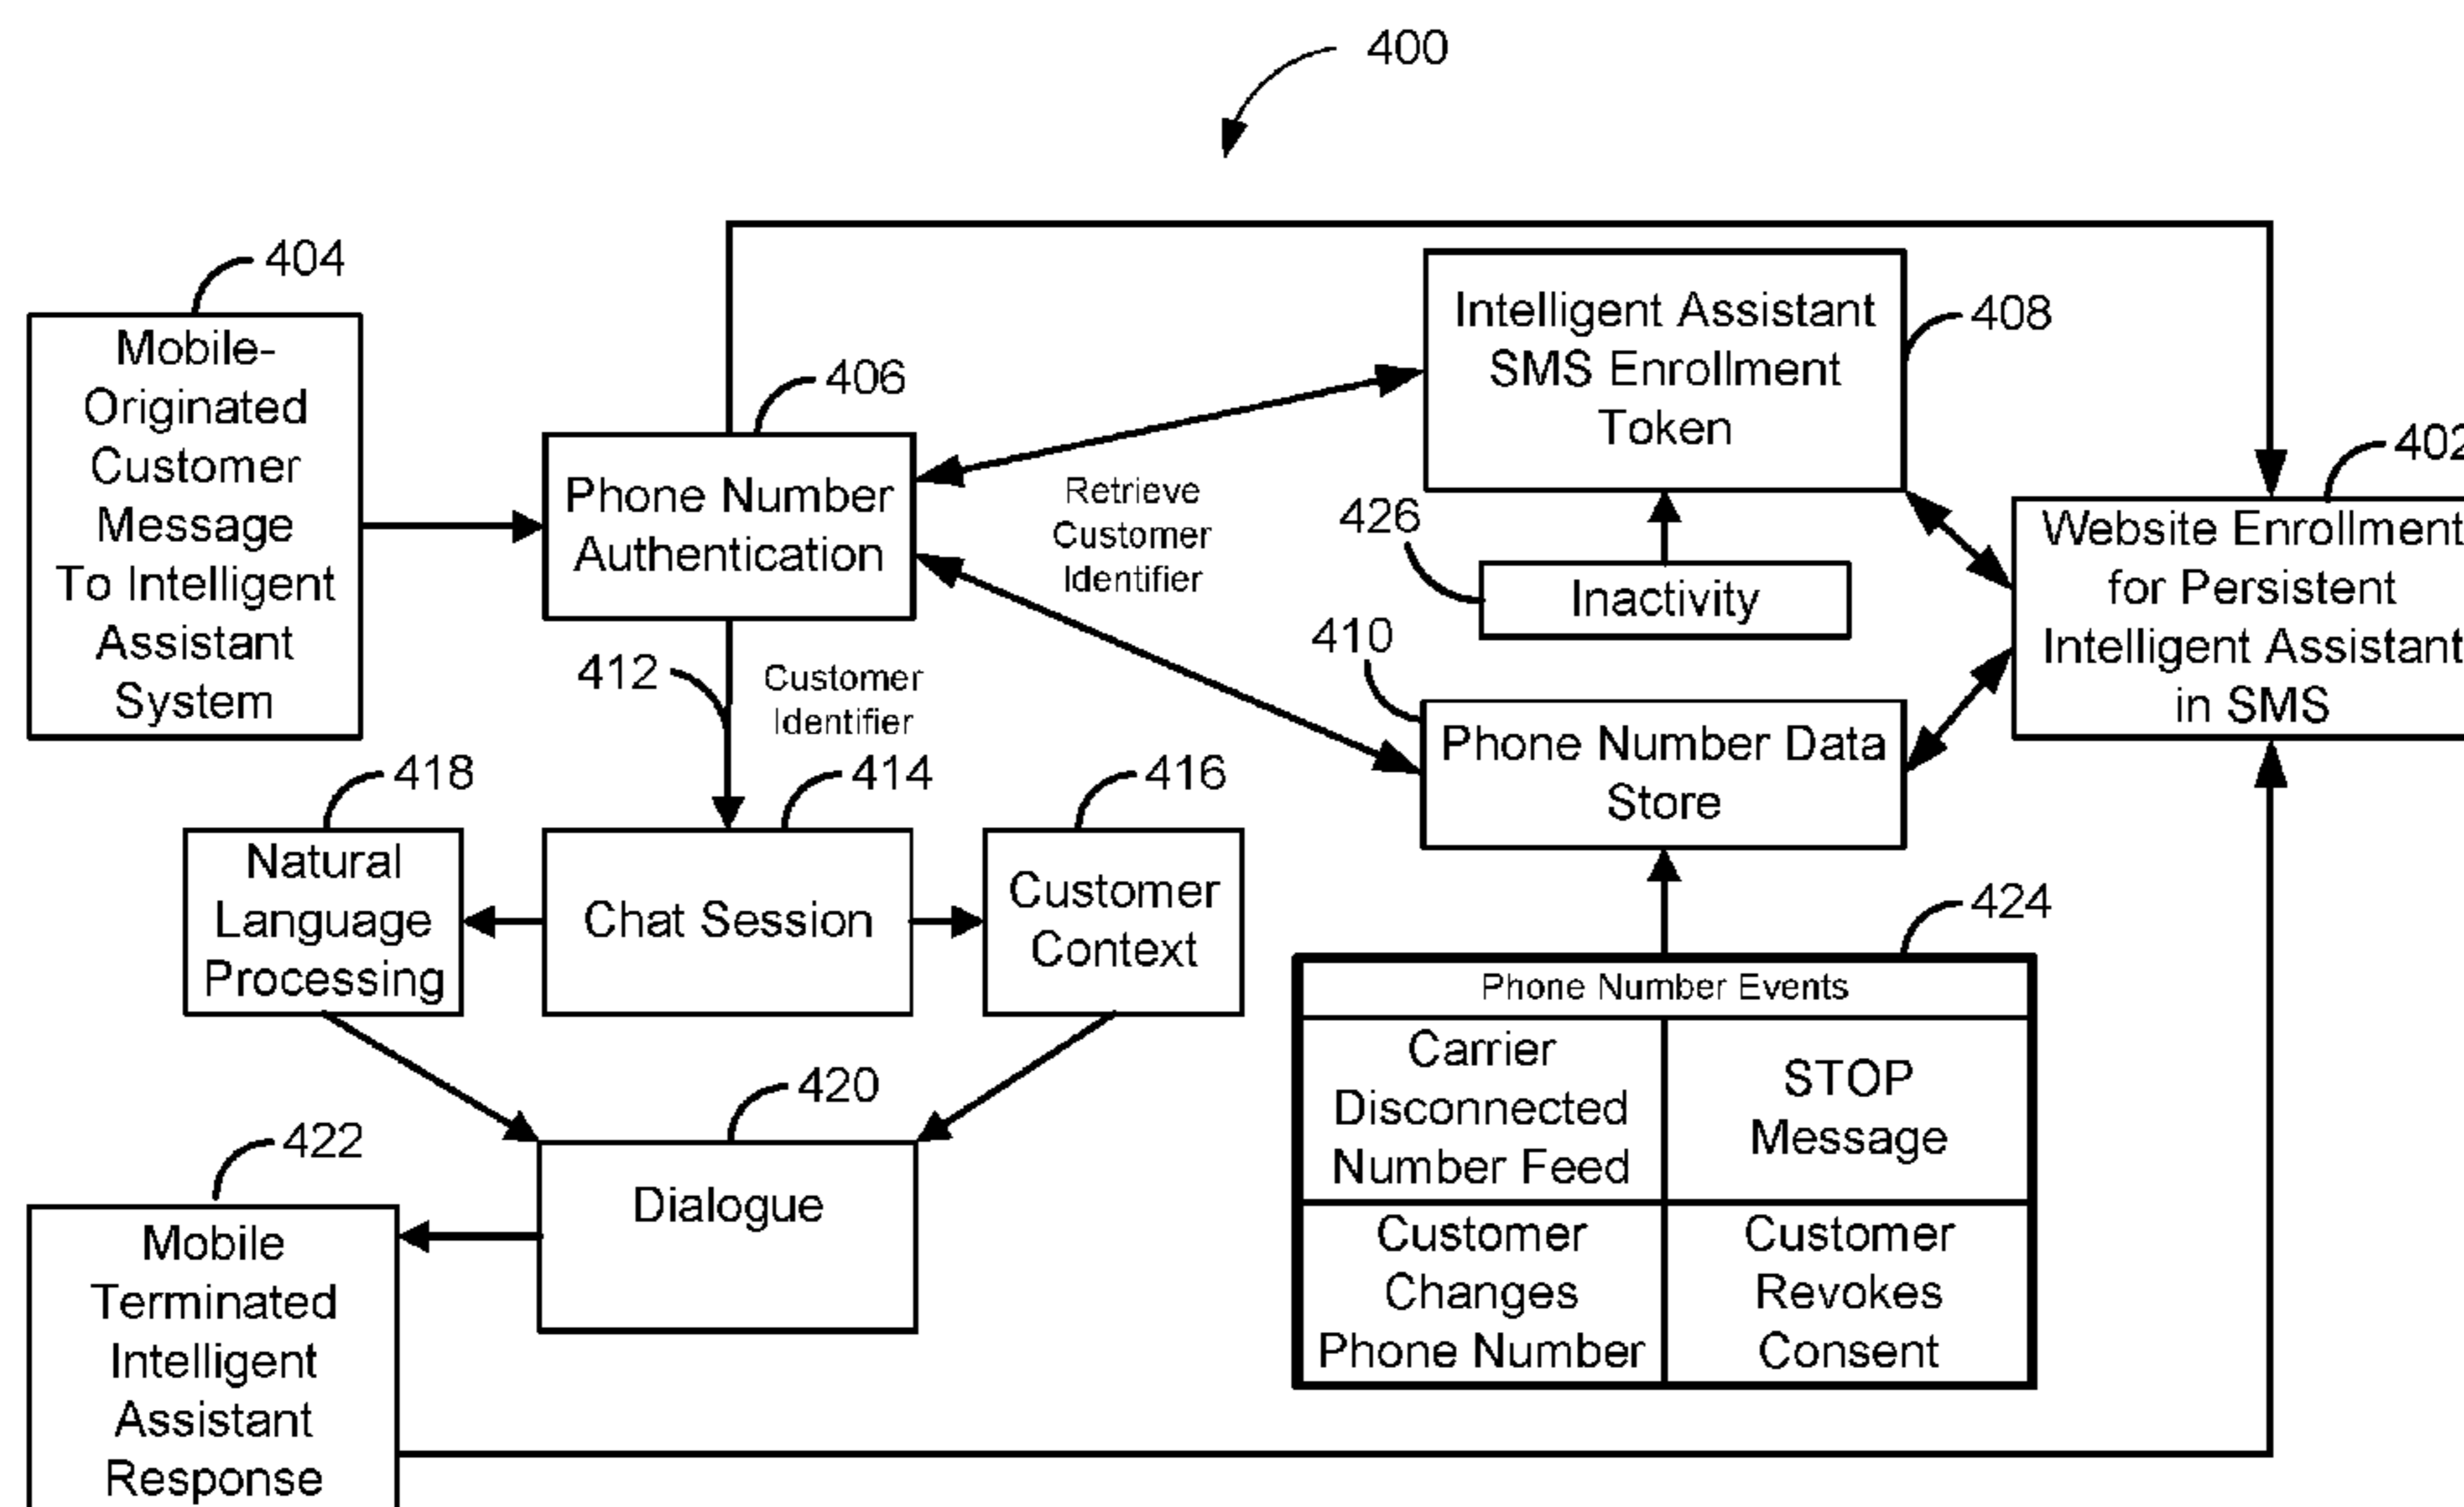 400
404
Mobile-
Originated
Customer
Message
To Intelligent
Assistant
System
406
Phone Number
Authentication
Retrieve
Customer
Identifier
Intelligent Assistant
SMS Enrollment
Token
408
426
Inactivity
402
Website Enrollment
for Persistent
Intelligent Assistant
in SMS
410
Phone Number Data
Store
412
Customer
Identifier
418
Natural
Language
Processing
414
Chat Session
416
Customer
Context
424
Phone Number Events
Carrier
Disconnected
Number Feed
STOP
Message
Customer
Changes
Phone Number
Customer
Revokes
Consent
420
Dialogue
422
Mobile
Terminated
Intelligent
Assistant
Response